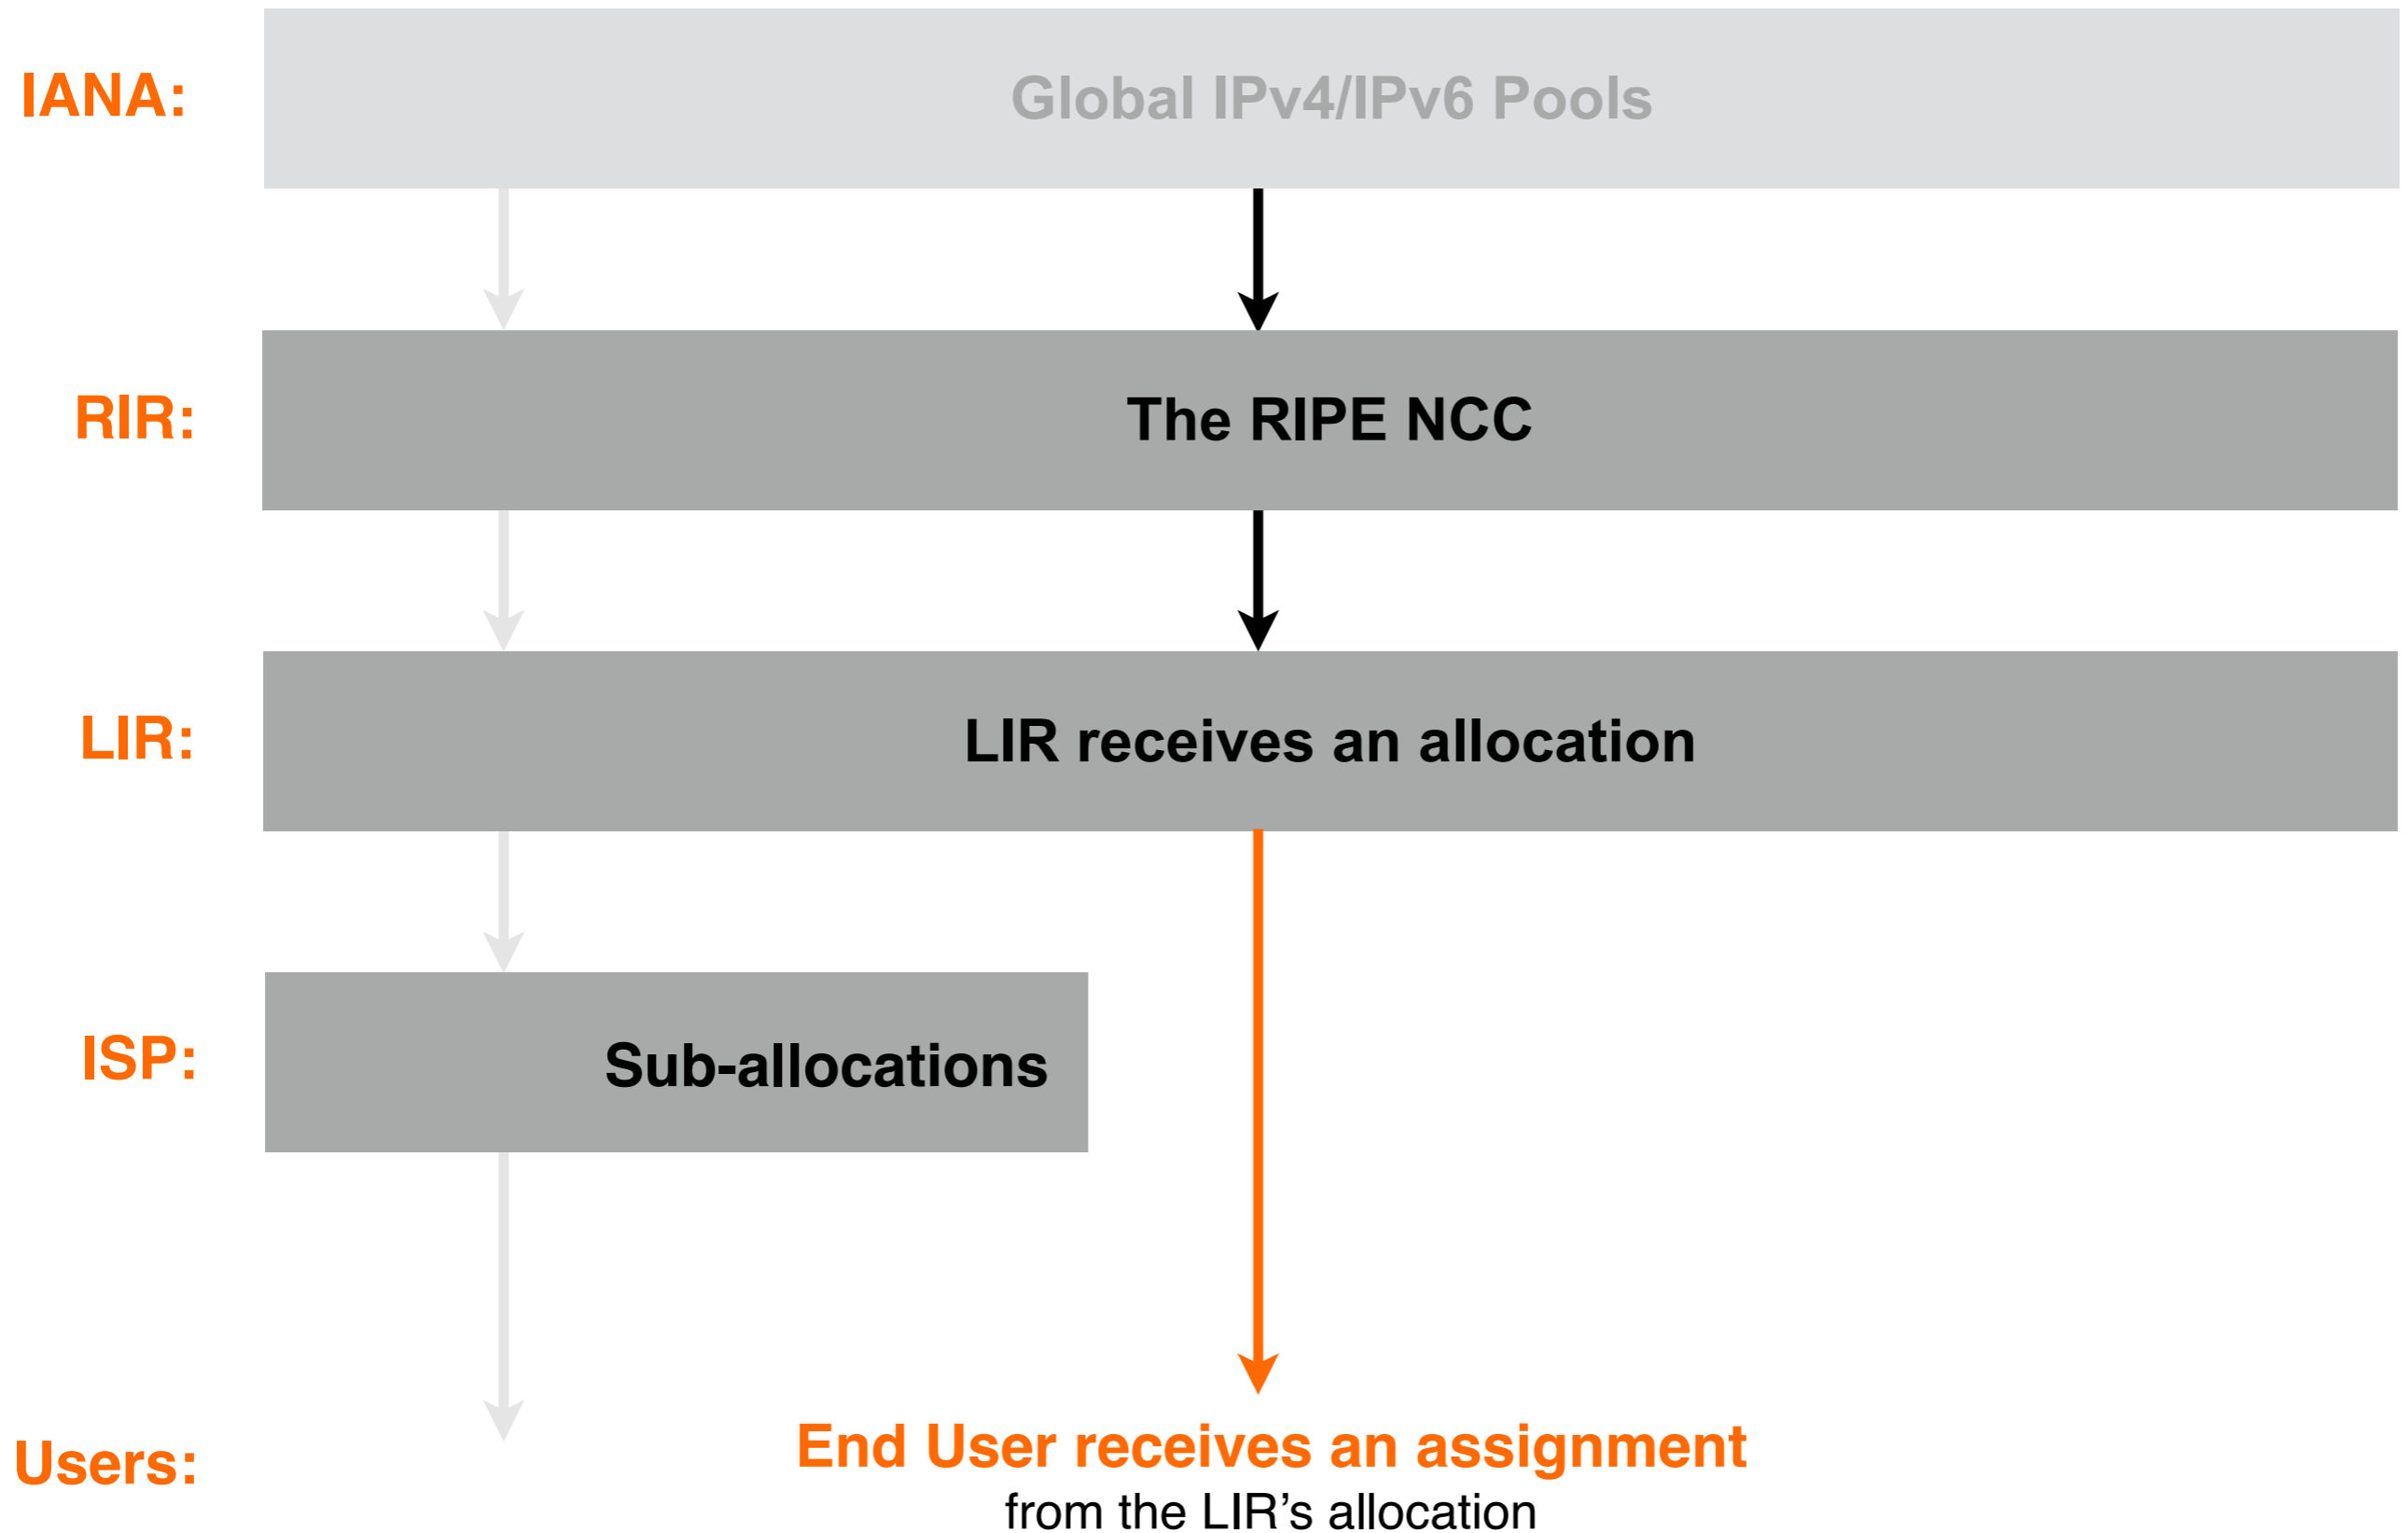 IANA:
Global IPv4/IPv6 Pools
RIR:
The RIPE NCC
LIR:
LIR receives an allocation
ISP:
Sub-allocations
Users:
End User receives an assignment
from the LIR’s allocation